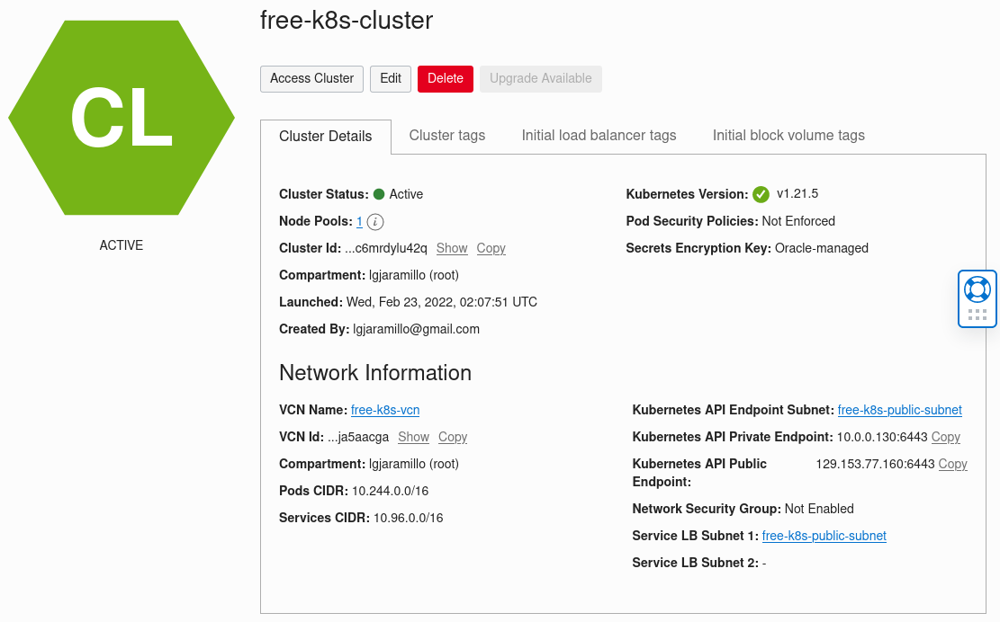 CL
ACTIVE
free-k8s-cluster
Access Cluster Edit Delete Upgrade Available
Cluster Details Cluster tags Initial load balancer tags Initial block volume tags
Cluster Status: Active
Node Pools: 1 i
Cluster Id: ...c6mrdylu42q Show Copy
Compartment: lgjaramillo (root)
Launched: Wed, Feb 23, 2022, 02:07:51 UTC
Created By: lgjaramillo@gmail.com
Kubernetes Version: v1.21.5
Pod Security Policies: Not Enforced
Secrets Encryption Key: Oracle-managed
Network Information
VCN Name: free-k8s-vcn
VCN Id: ...ja5aacga Show Copy
Compartment: lgjaramillo (root)
Pods CIDR: 10.244.0.0/16
Services CIDR: 10.96.0.0/16
Kubernetes API Endpoint Subnet: free-k8s-public-subnet
Kubernetes API Private Endpoint: 10.0.0.130:6443 Copy
Kubernetes API Public 129.153.77.160:6443 Copy
Endpoint:
Network Security Group: Not Enabled
Service LB Subnet 1: free-k8s-public-subnet
Service LB Subnet 2: -